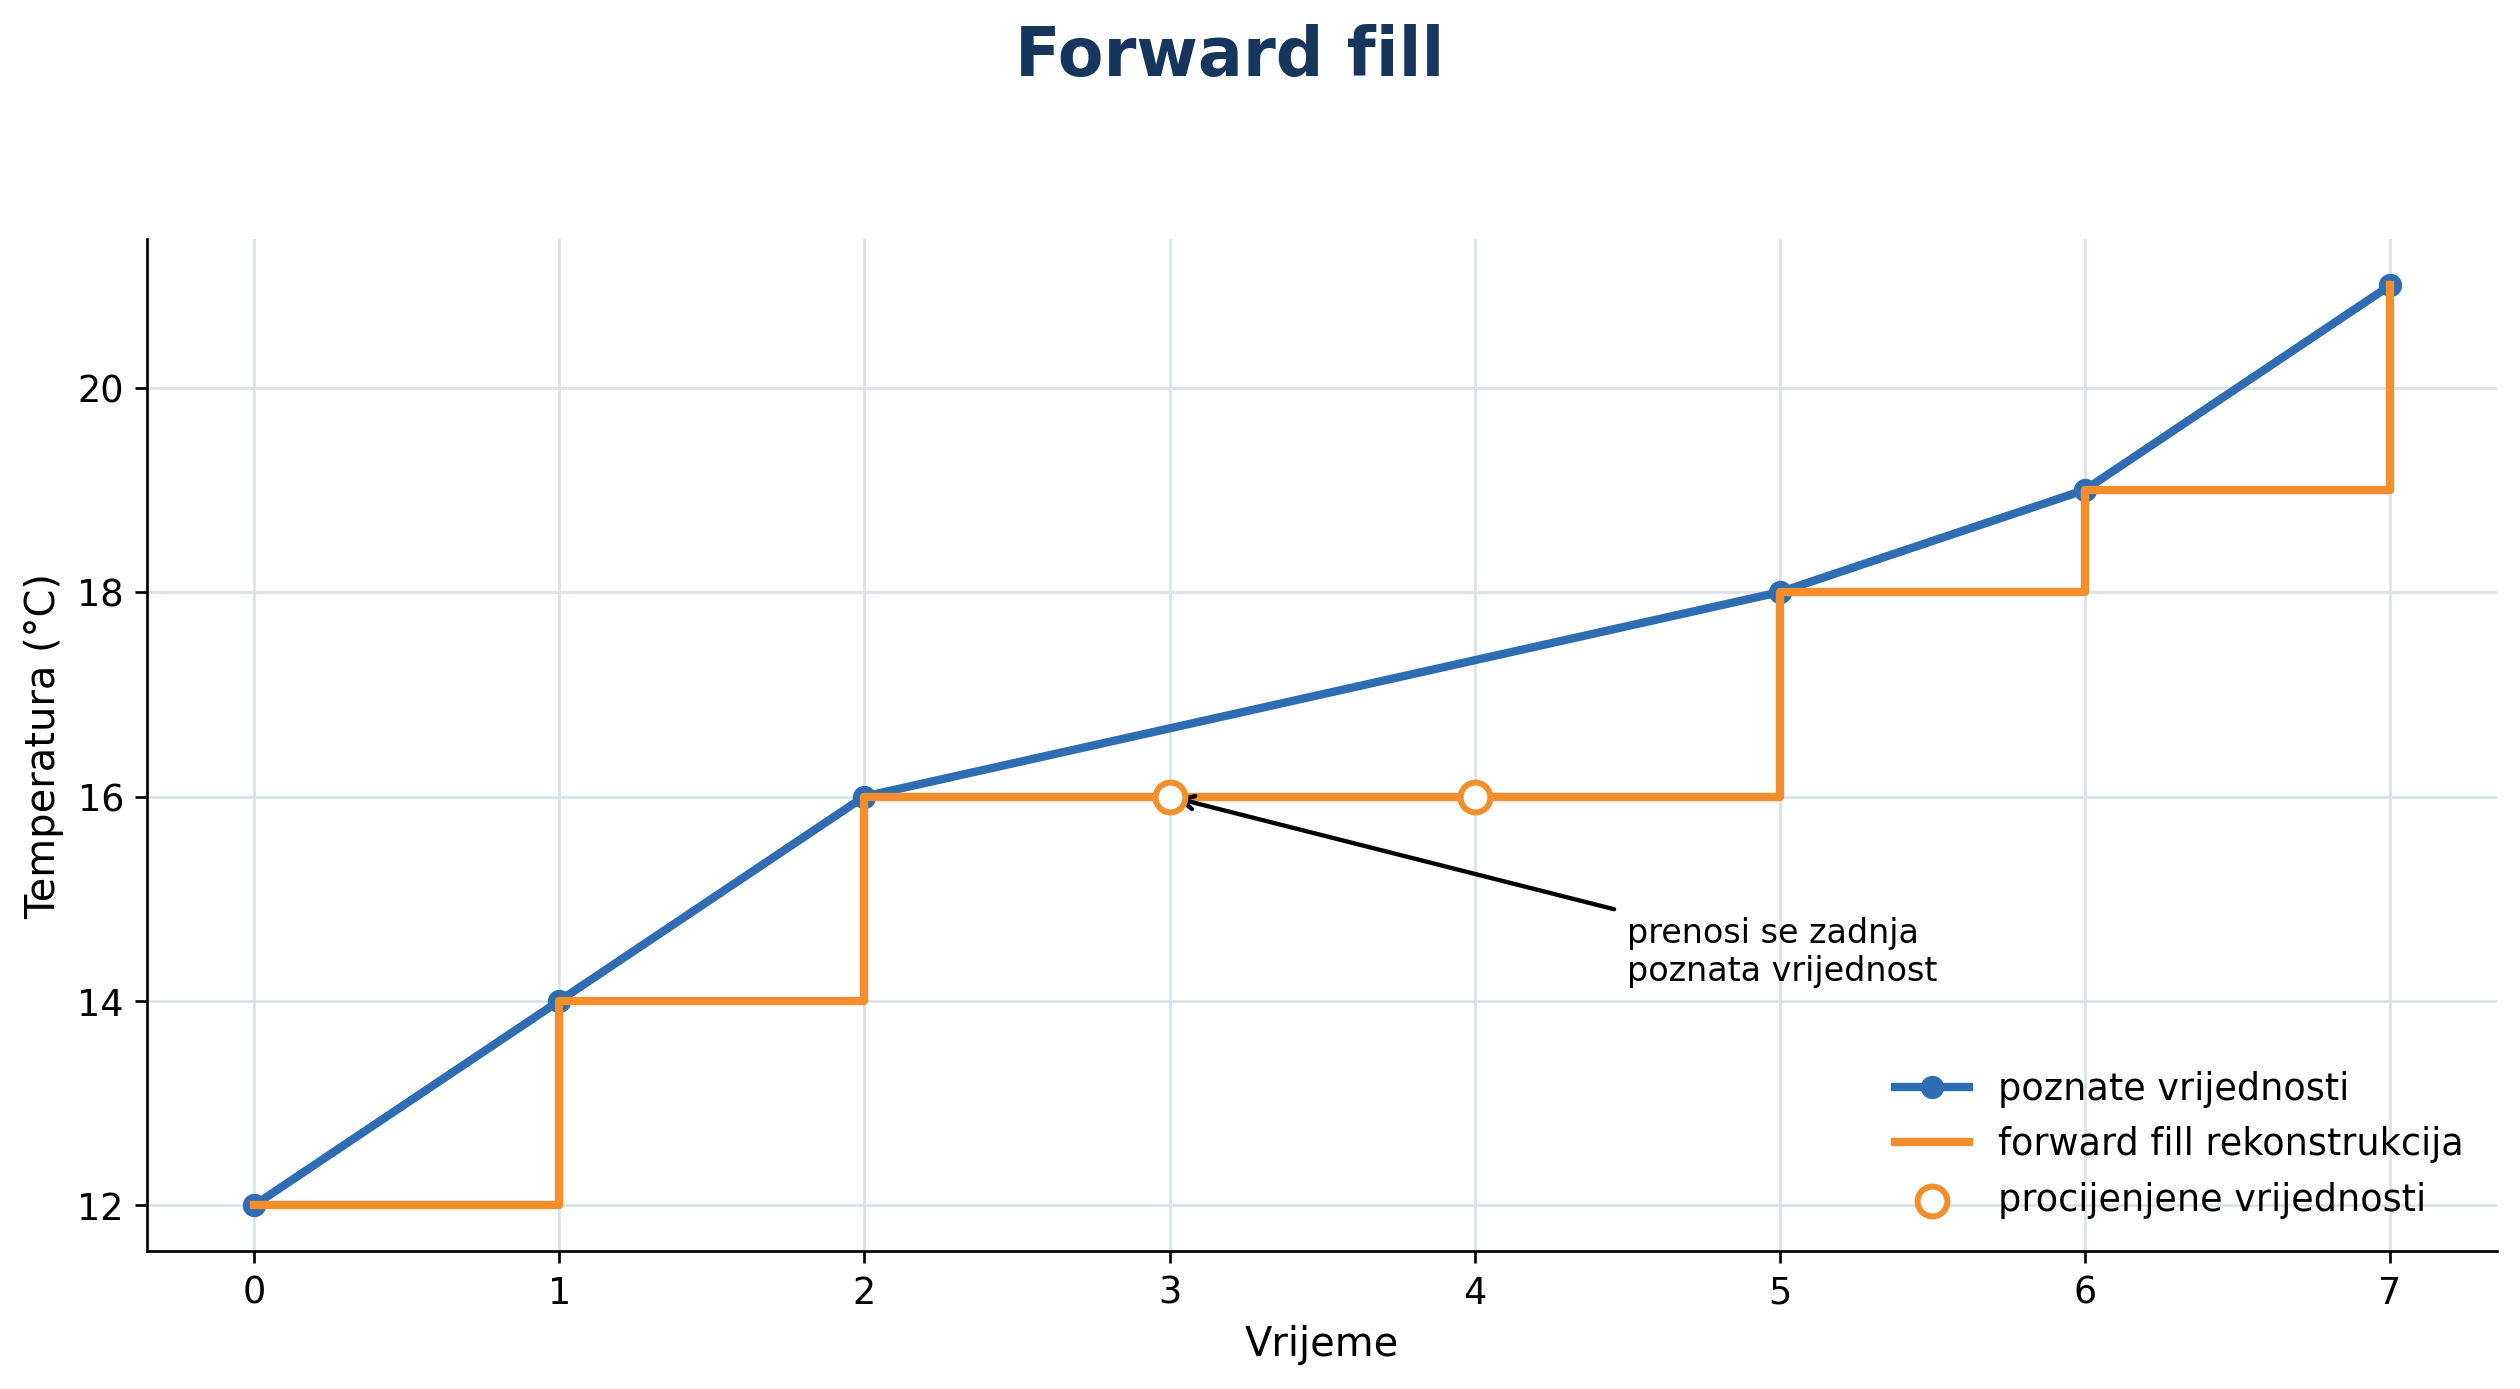 Forward fill
20
18
16
14
12
Temperatura (°C)
prenosi se zadnja
poznata vrijednost
poznate vrijednosti
forward fill rekonstrukcija
procijenjene vrijednosti
0 1 2 3 4 5 6 7
Vrijeme